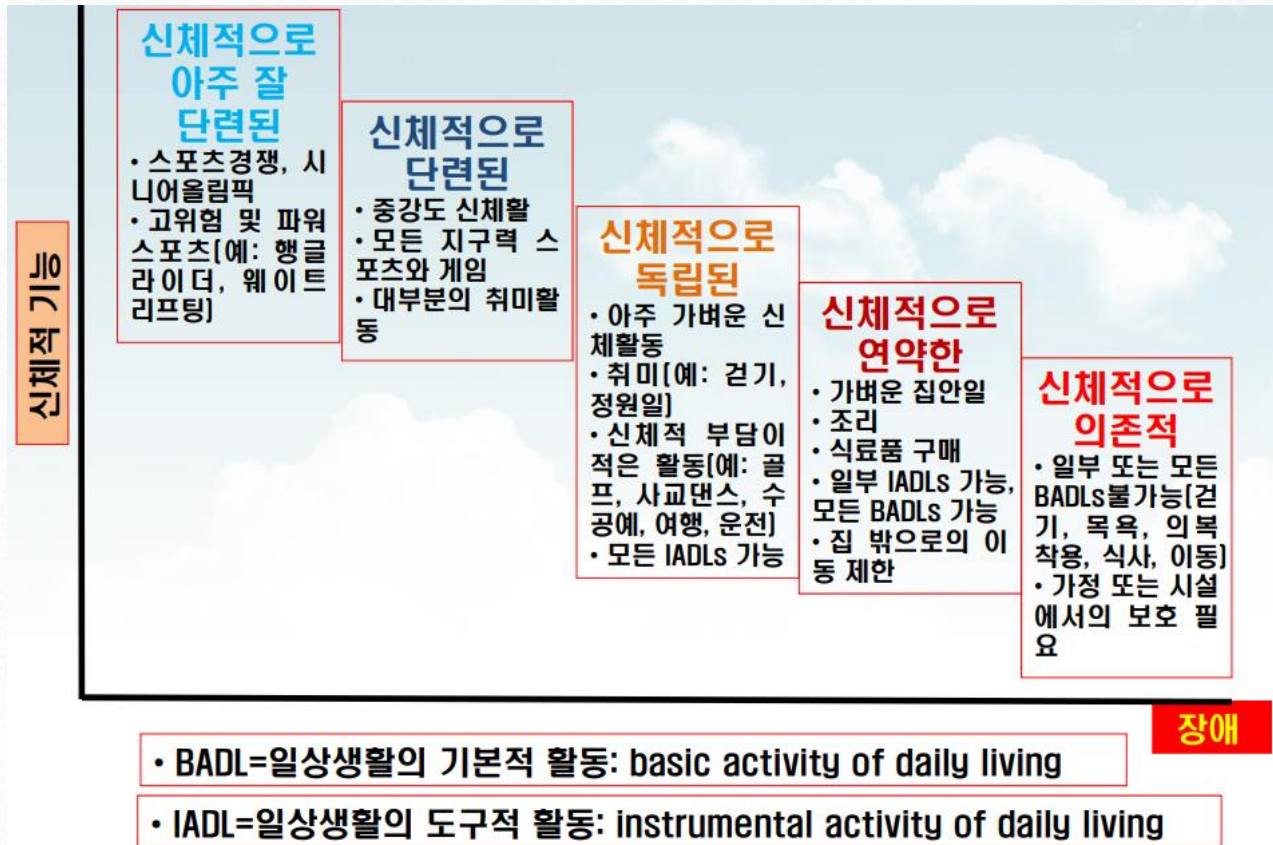 신체적 기능
신체적으로
아주 잘
단련된
• 스포츠경쟁, 시
니어올림픽
• 고위험 및 파워
스포츠(예: 행글
라이더, 웨이트
리프팅)
신체적으로
단련된
• 중강도 신체활
• 모든 지구력 스
포츠와 게임
• 대부분의 취미활
동
신체적으로
독립된
• 아주 가벼운 신
체활동
• 취미(예: 걷기,
정원일)
• 신체적 부담이
적은 활동(예: 골
프, 사교댄스, 수
공예, 여행, 운전)
• 모든 IADLs 가능
신체적으로
연약한
• 가벼운 집안일
• 조리
• 식료품 구매
• 일부 IADLs 가능,
모든 BADLs 가능
• 집 밖으로의 이
동 제한
신체적으로
의존적
• 일부 또는 모든
BADLs불가능(걷
기, 목욕, 의복
착용, 식사, 이동)
• 가정 또는 시설
에서의 보호 필
요
장애
• BADL=일상생활의 기본적 활동: basic activity of daily living
• IADL=일상생활의 도구적 활동: instrumental activity of daily living